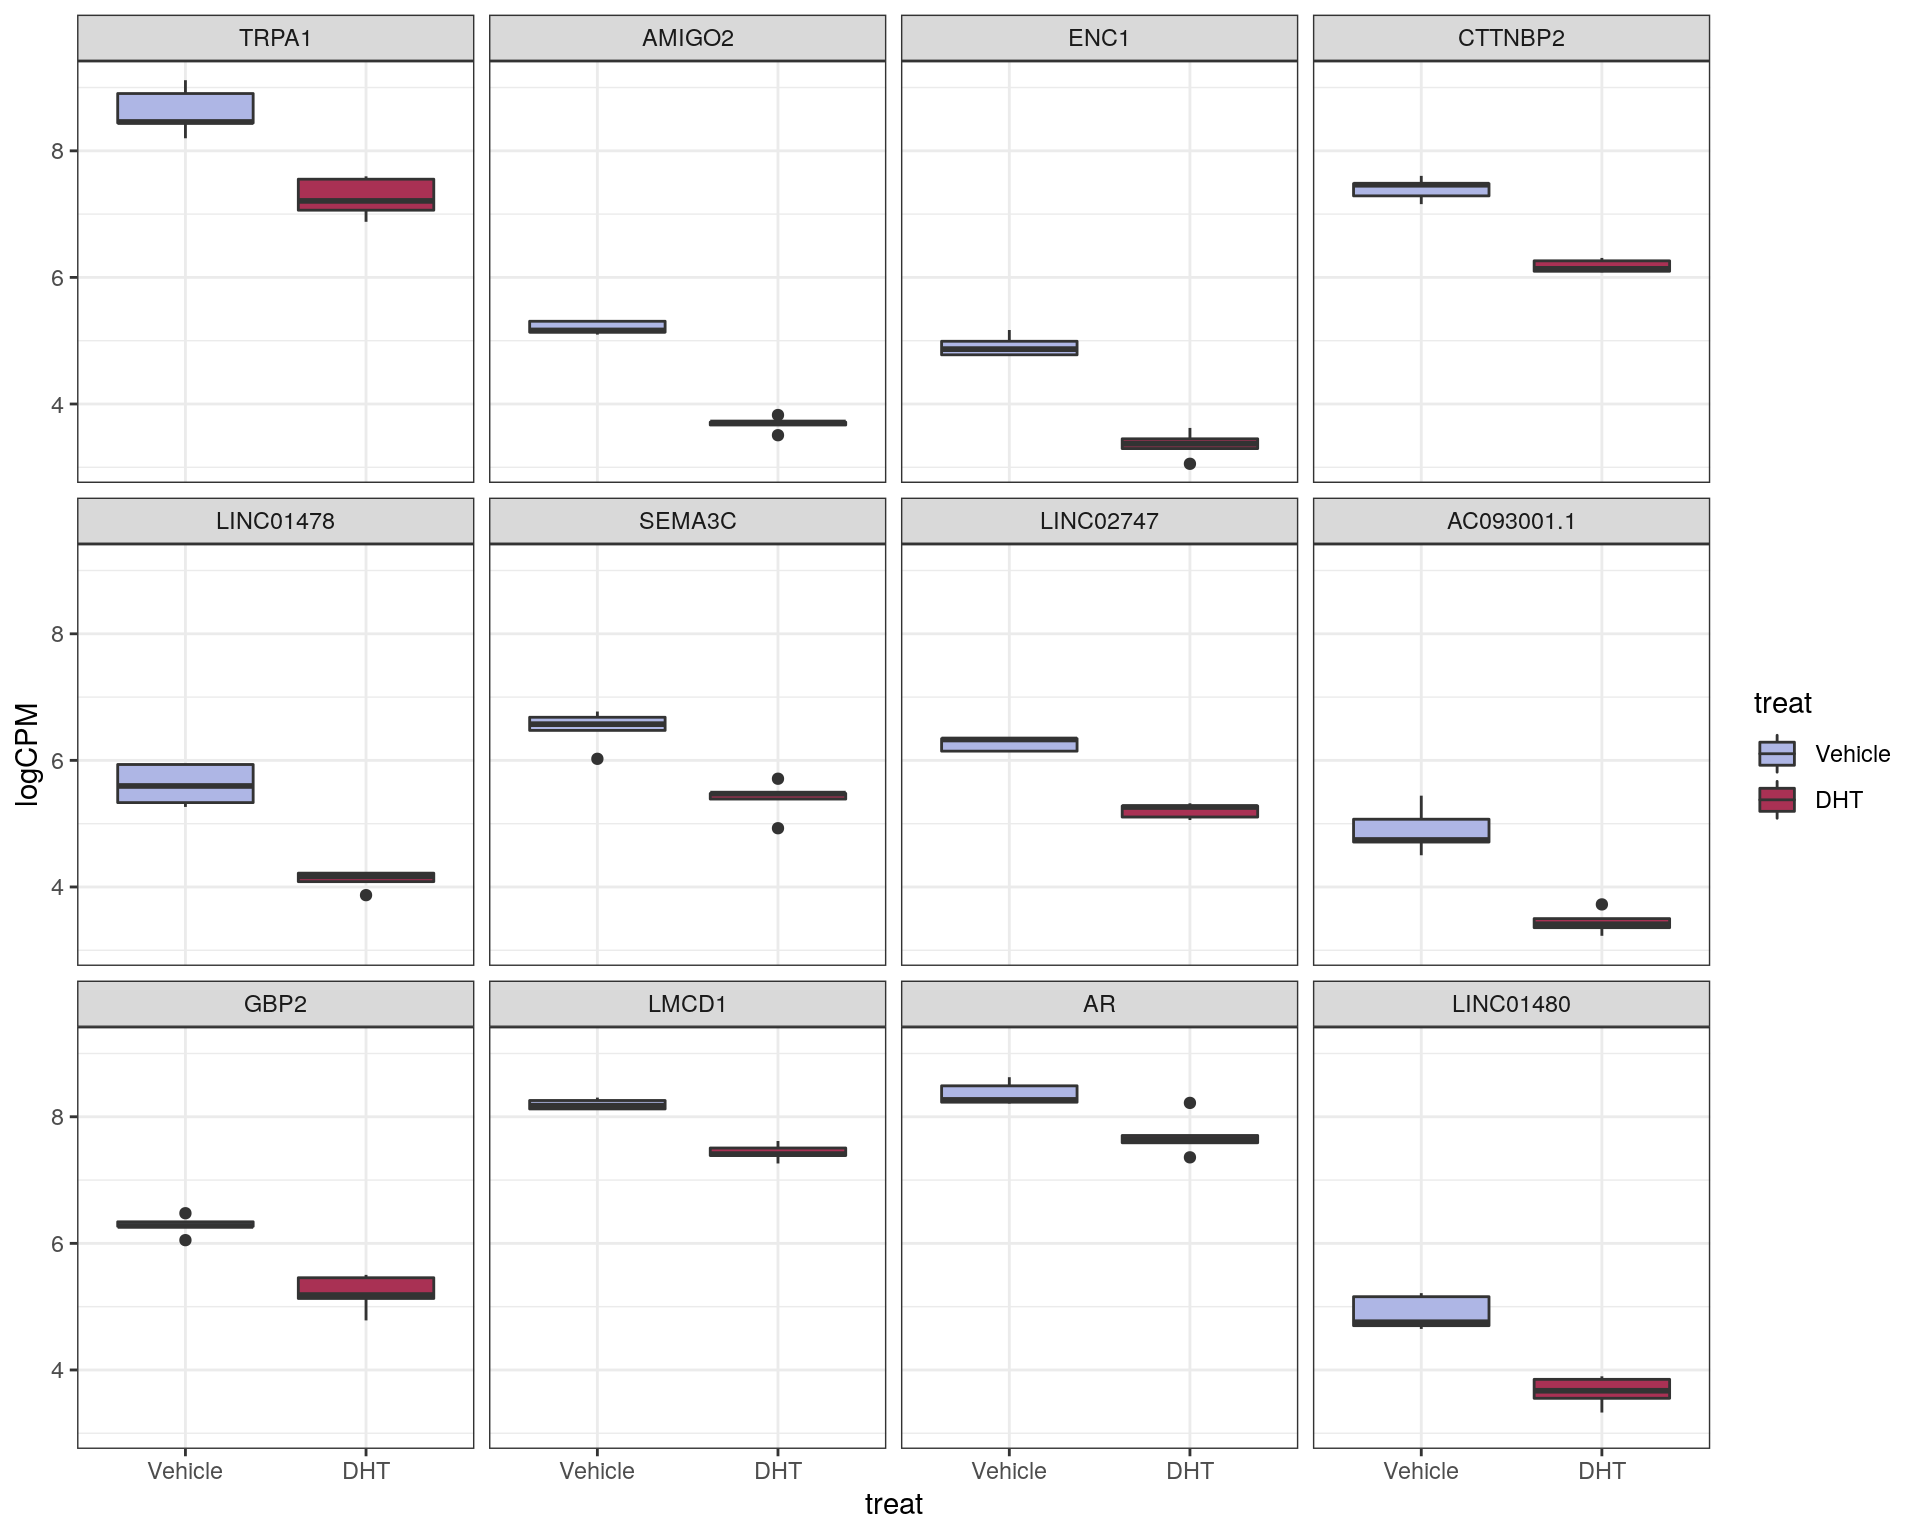 TRPA1 AMIGO2 ENC1 CTTNBP2
8
6
4
LINC01478 SEMA3C LINC02747 AC093001.1
8
6
4
logCPM
GBP2 LMCD1 AR LINC01480
8
6
4
Vehicle DHT Vehicle DHT Vehicle DHT Vehicle DHT
treat
treat
Vehicle
DHT